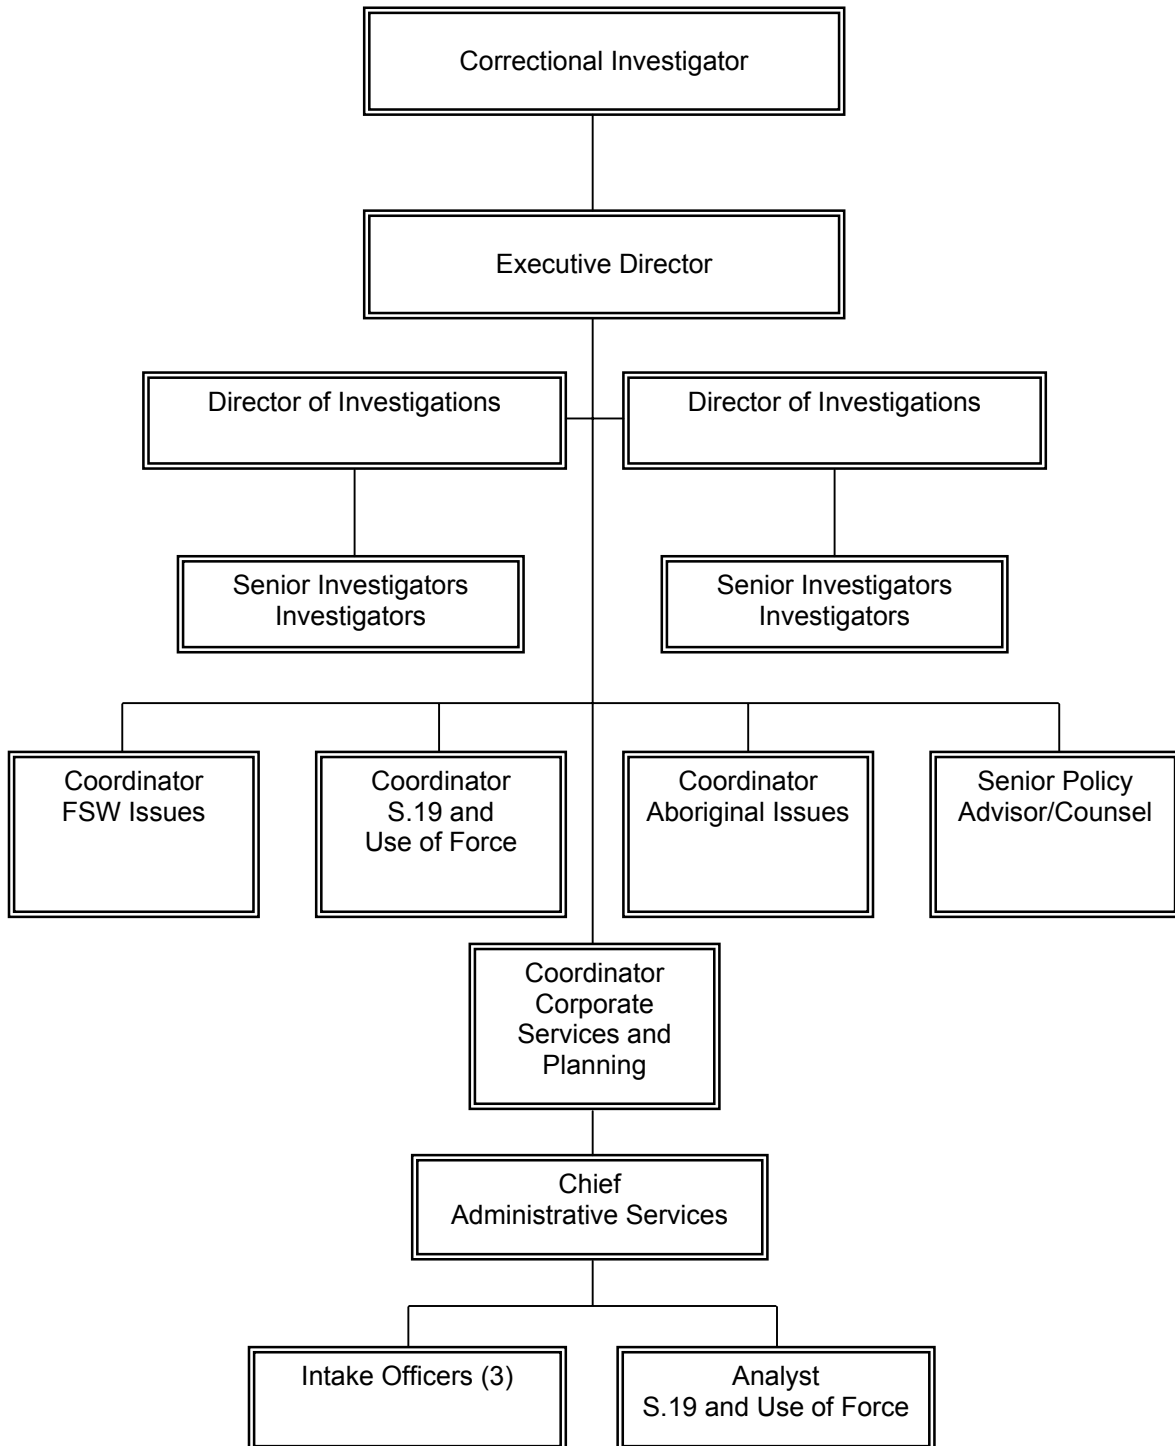 Correctional Investigator
Executive Director
Director of Investigations
Director of Investigations
Senior Investigators
Investigators
Senior Investigators
Investigators
Coordinator
FSW Issues
Coordinator
S.19 and
Use of Force
Coordinator
Aboriginal Issues
Senior Policy
Advisor/Counsel
Coordinator
Corporate
Services and
Planning
Chief
Administrative Services
Intake Officers (3)
Analyst
S.19 and Use of Force